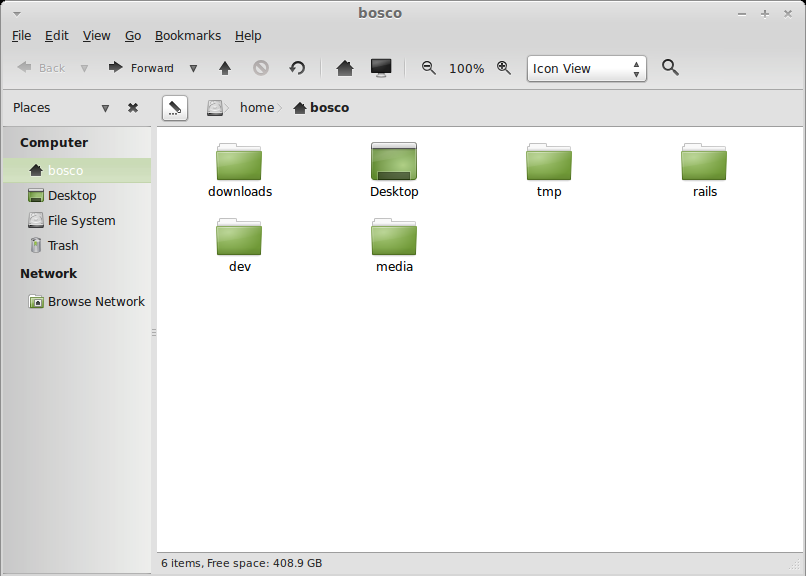 bosco
File Edit View Go Bookmarks Help
Back Forward 100% Icon View
Places home bosco
Computer
bosco
Desktop
File System
Trash
Network
Browse Network
downloads Desktop tmp rails
dev media
6 items, Free space: 408.9 GB